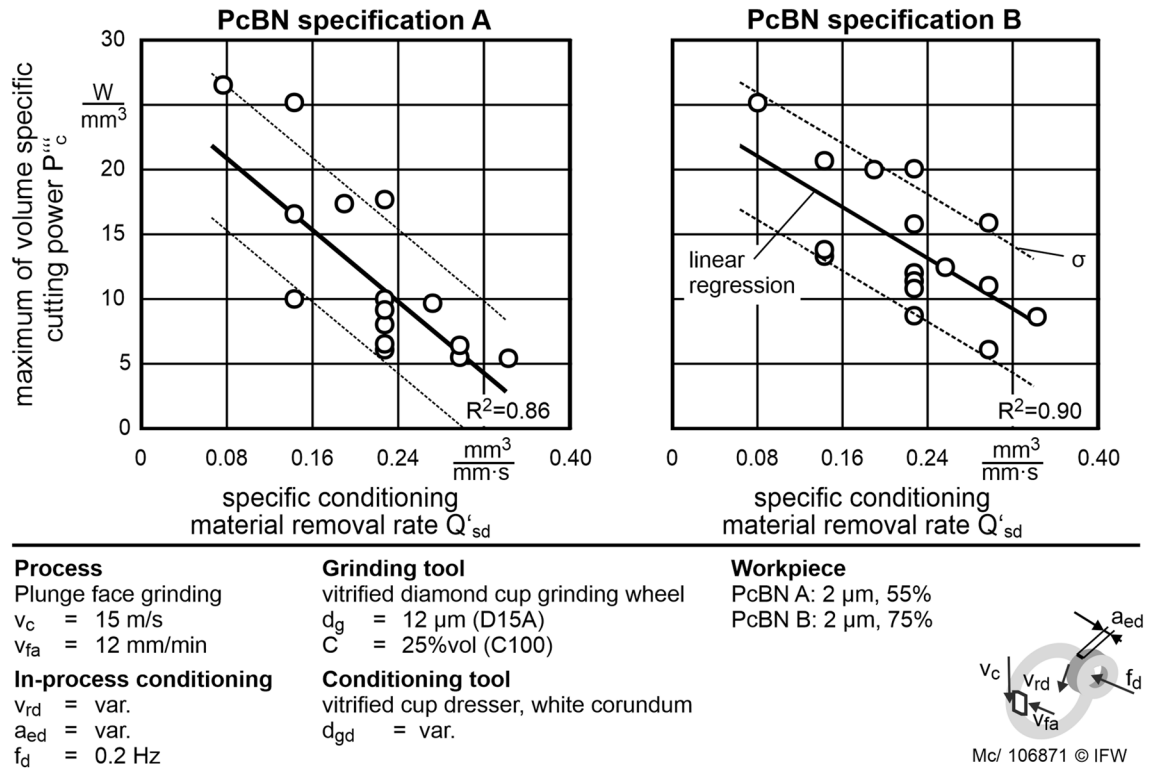 PcBN specification A
PcBN specification B
maximum of volume specific
cutting power P‘‘‘c
W
mm³
30
20
15
10
5
0
linear
regression
σ
R²=0.86
R²=0.90
0 0.08 0.16 0.24 mm³/mm·s 0.40
0 0.08 0.16 0.24 mm³/mm·s 0.40
specific conditioning
material removal rate Q‘sd
specific conditioning
material removal rate Q‘sd
Process
Plunge face grinding
vc = 15 m/s
vfa = 12 mm/min
In-process conditioning
vrd = var.
aed = var.
fd = 0.2 Hz
Grinding tool
vitrified diamond cup grinding wheel
dg = 12 µm (D15A)
C = 25%vol (C100)
Conditioning tool
vitrified cup dresser, white corundum
dgd = var.
Workpiece
PcBN A: 2 µm, 55%
PcBN B: 2 µm, 75%
aed
vc
vrd
fd
vfa
Mc/ 106871 © IFW